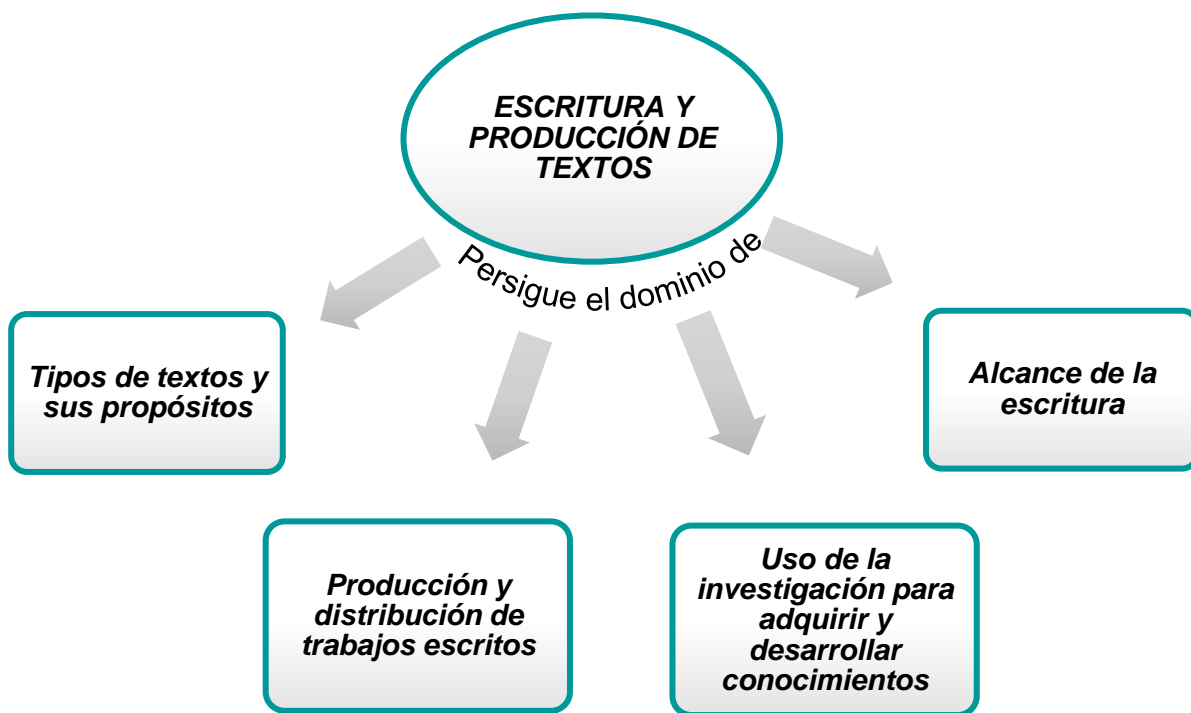 ESCRITURA Y
PRODUCCIÓN DE
TEXTOS
Persigue el dominio de
Tipos de textos y
sus propósitos
Producción y
distribución de
trabajos escritos
Uso de la
investigación para
adquirir y
desarrollar
conocimientos
Alcance de la
escritura